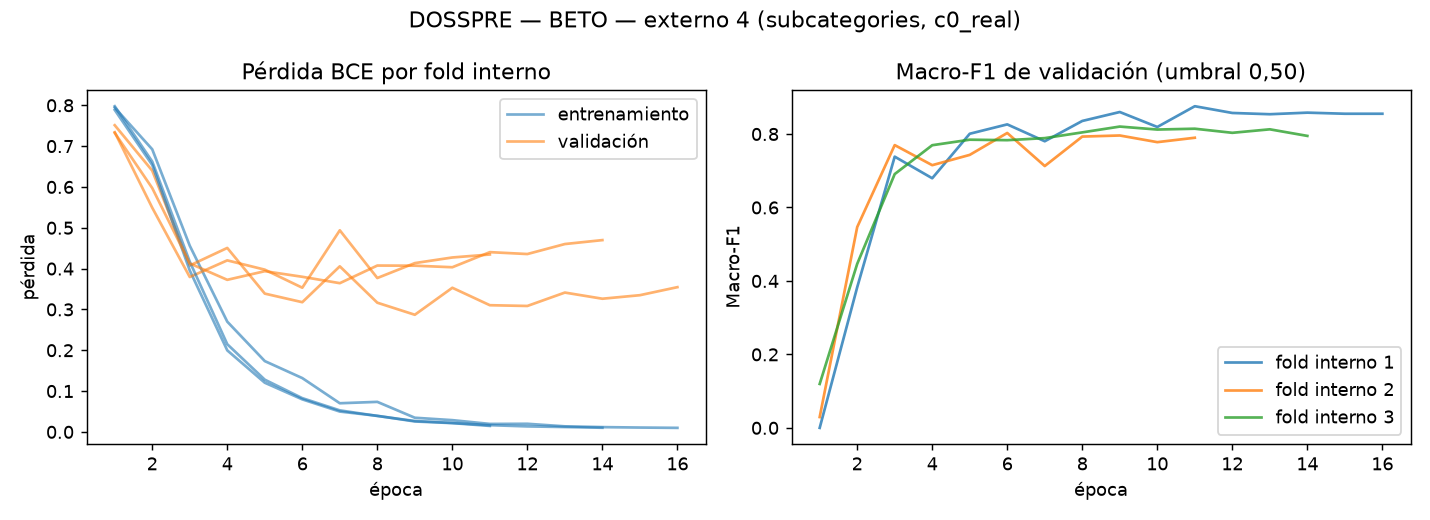 DOSSPRE — BETO — externo 4 (subcategories, c0_real)
Pérdida BCE por fold interno
entrenamiento
validación
0.8
0.7
0.6
0.5
0.4
0.3
0.2
0.1
0.0
pérdida
2 4 6 8 10 12 14 16
época
Macro-F1 de validación (umbral 0,50)
0.8
0.6
0.4
0.2
0.0
Macro-F1
fold interno 1
fold interno 2
fold interno 3
2 4 6 8 10 12 14 16
época